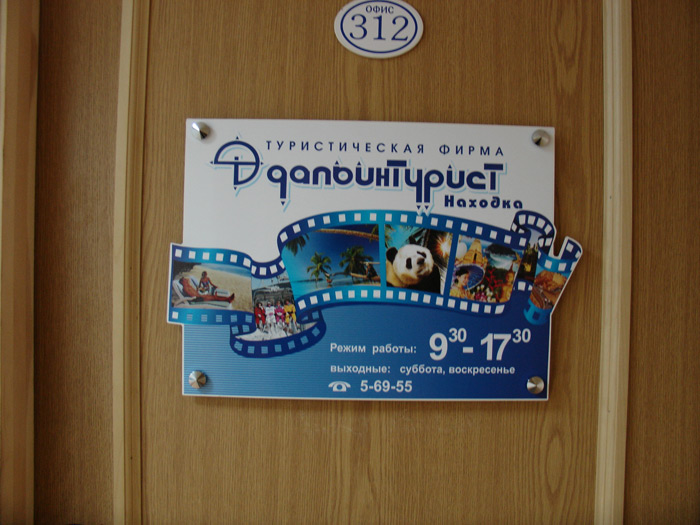 ОФИС
312
ТУРИСТИЧЕСКАЯ ФИРМА
дальинтурист
Находка
Режим работы: 9³⁰-17³⁰
выходные: суббота, воскресенье
☎ 5-69-55